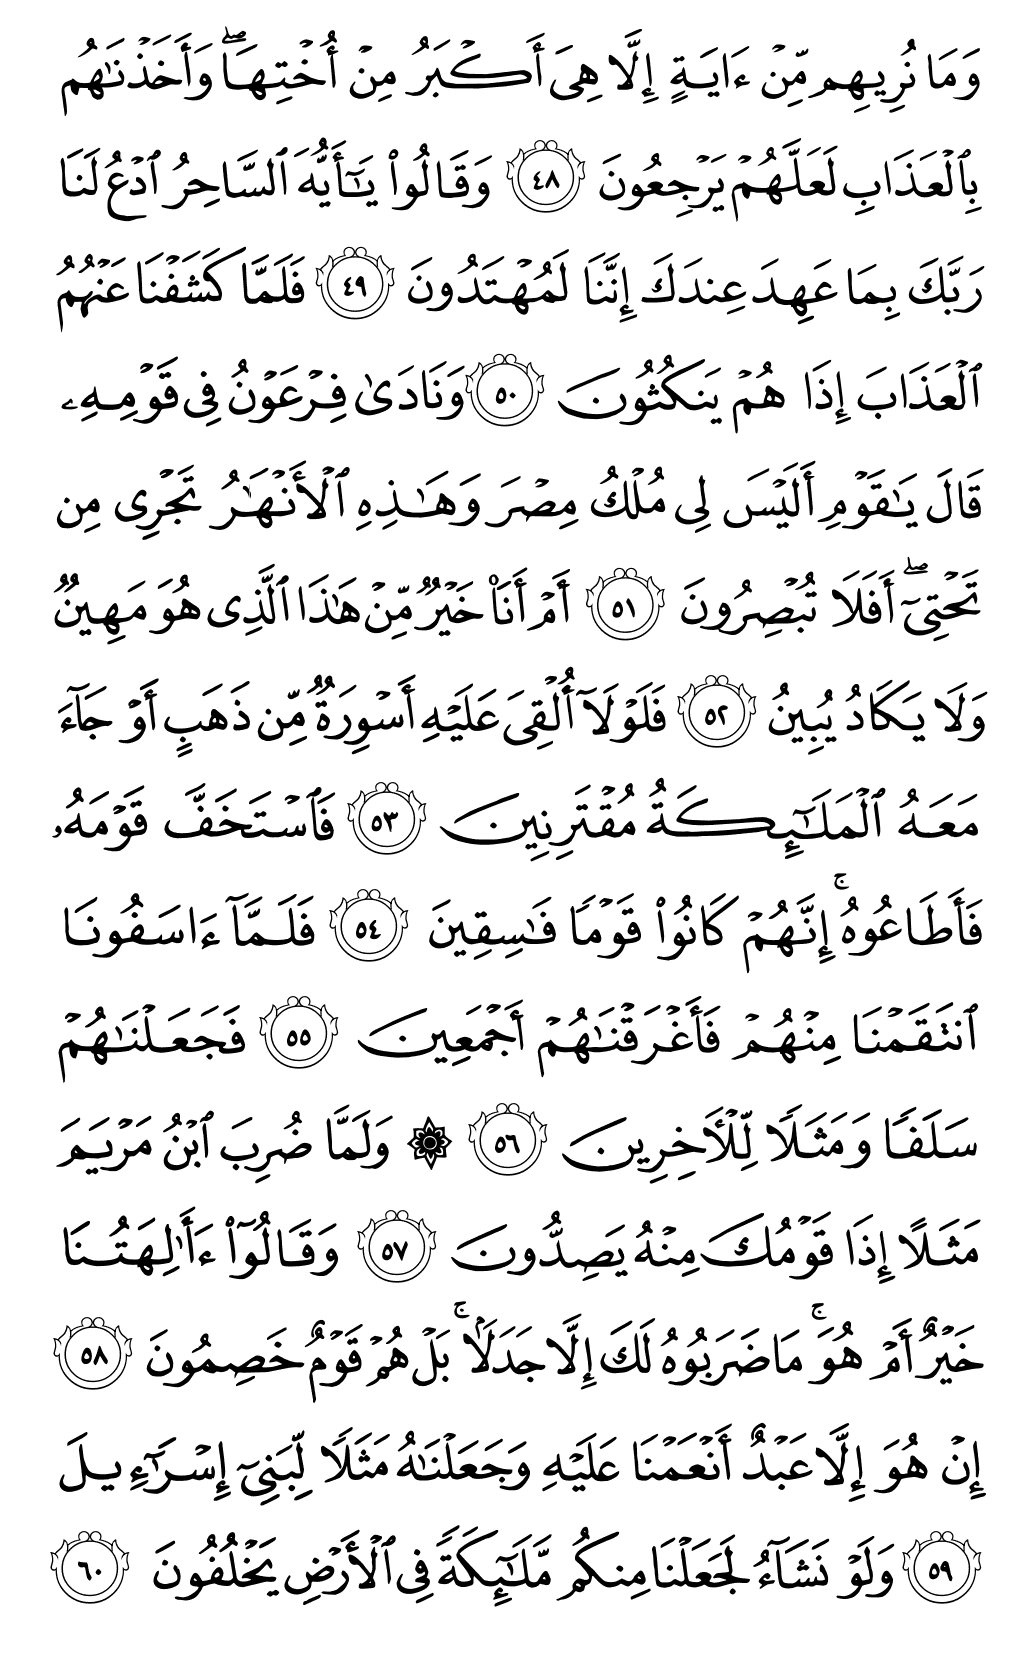 وَمَا نُرِيهِم مِّنۡ ءَايَةٍ إِلَّا هِىَ أَكۡبَرُ مِنۡ أُخۡتِهَاۖ وَأَخَذۡنَٰهُم
بِٱلۡعَذَابِ لَعَلَّهُمۡ يَرۡجِعُونَ ٤٨ وَقَالُواْ يَٰٓأَيُّهَ ٱلسَّاحِرُ ٱدۡعُ لَنَا
رَبَّكَ بِمَا عَهِدَ عِندَكَ إِنَّنَا لَمُهۡتَدُونَ ٤٩ فَلَمَّا كَشَفۡنَا عَنۡهُمُ
ٱلۡعَذَابَ إِذَا هُمۡ يَنكُثُونَ ٥٠ وَنَادَىٰ فِرۡعَوۡنُ فِى قَوۡمِهِۦ
قَالَ يَٰقَوۡمِ أَلَيۡسَ لِى مُلۡكُ مِصۡرَ وَهَٰذِهِ ٱلۡأَنۡهَٰرُ تَجۡرِى مِن
تَحۡتِىٓۖ أَفَلَا تُبۡصِرُونَ ٥١ أَمۡ أَنَا۠ خَيۡرٌ مِّنۡ هَٰذَا ٱلَّذِى هُوَ مَهِينٌ
وَلَا يَكَادُ يُبِينُ ٥٢ فَلَوۡلَآ أُلۡقِىَ عَلَيۡهِ أَسۡوِرَةٌ مِّن ذَهَبٍ أَوۡ جَآءَ
مَعَهُ ٱلۡمَلَٰٓئِكَةُ مُقۡتَرِنِينَ ٥٣ فَٱسۡتَخَفَّ قَوۡمَهُۥ
فَأَطَاعُوهُۚ إِنَّهُمۡ كَانُواْ قَوۡمًا فَٰسِقِينَ ٥٤ فَلَمَّآ ءَاسَفُونَا
ٱنتَقَمۡنَا مِنۡهُمۡ فَأَغۡرَقۡنَٰهُمۡ أَجۡمَعِينَ ٥٥ فَجَعَلۡنَٰهُمۡ
سَلَفًا وَمَثَلًا لِّلۡأٓخِرِينَ ٥٦ ۞ وَلَمَّا ضُرِبَ ٱبۡنُ مَرۡيَمَ
مَثَلًا إِذَا قَوۡمُكَ مِنۡهُ يَصِدُّونَ ٥٧ وَقَالُوٓاْ ءَأَٰلِهَتُنَا
خَيۡرٌ أَمۡ هُوَۚ مَا ضَرَبُوهُ لَكَ إِلَّا جَدَلَۢاۚ بَلۡ هُمۡ قَوۡمٌ خَصِمُونَ ٥٨
إِنۡ هُوَ إِلَّا عَبۡدٌ أَنۡعَمۡنَا عَلَيۡهِ وَجَعَلۡنَٰهُ مَثَلًا لِّبَنِىٓ إِسۡرَٰٓءِيلَ
٥٩ وَلَوۡ نَشَآءُ لَجَعَلۡنَا مِنكُم مَّلَٰٓئِكَةً فِى ٱلۡأَرۡضِ يَخۡلُفُونَ ٦٠